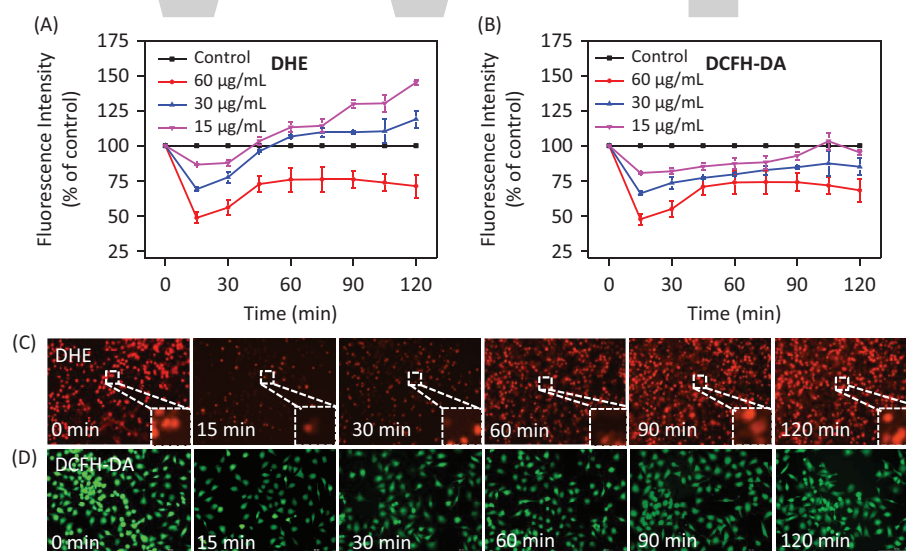 (A)
Fluorescence Intensity
(% of control)
175
150
125
100
75
50
25
Control
60 µg/mL
30 µg/mL
15 µg/mL
DHE
0 30 60 90 120
Time (min)
(B)
Fluorescence Intensity
(% of control)
175
150
125
100
75
50
25
Control
60 µg/mL
30 µg/mL
15 µg/mL
DCFH-DA
0 30 60 90 120
Time (min)
(C)
DHE
0 min 15 min 30 min 60 min 90 min 120 min
(D)
DCFH-DA
0 min 15 min 30 min 60 min 90 min 120 min